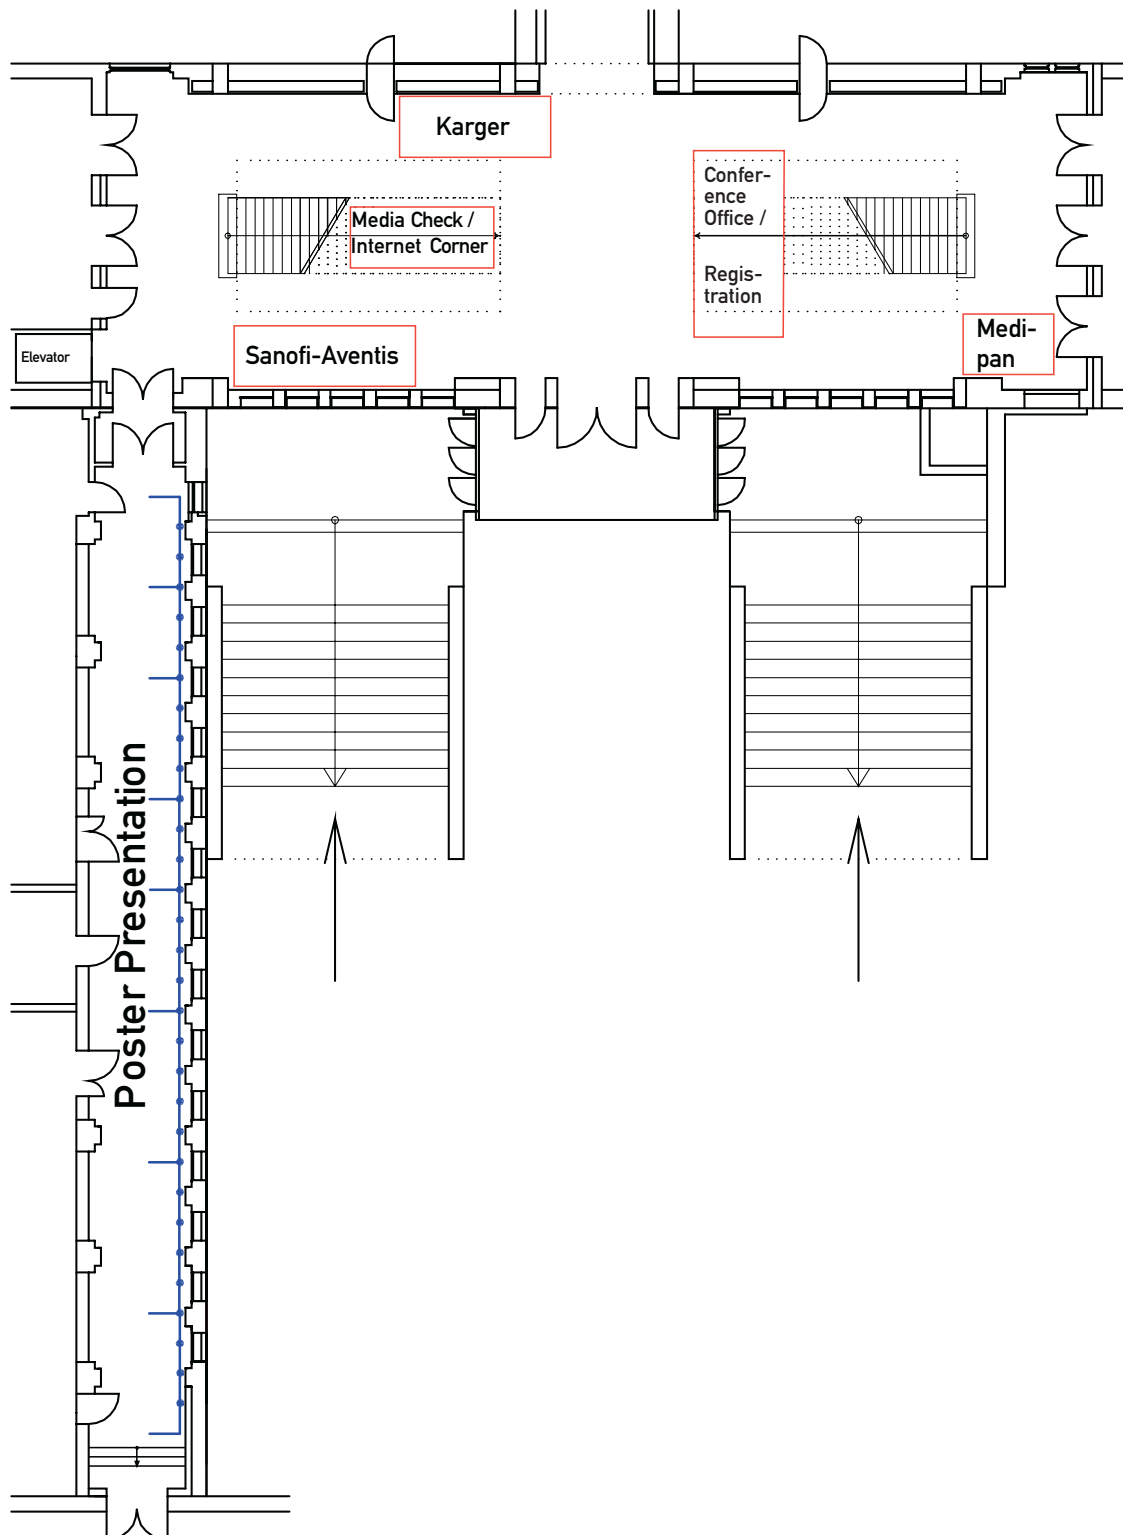 Karger
Confer-
ence
Office /
Regis-
tration
Media Check /
Internet Corner
Sanofi-Aventis
Medi-
pan
Elevator
Poster Presentation